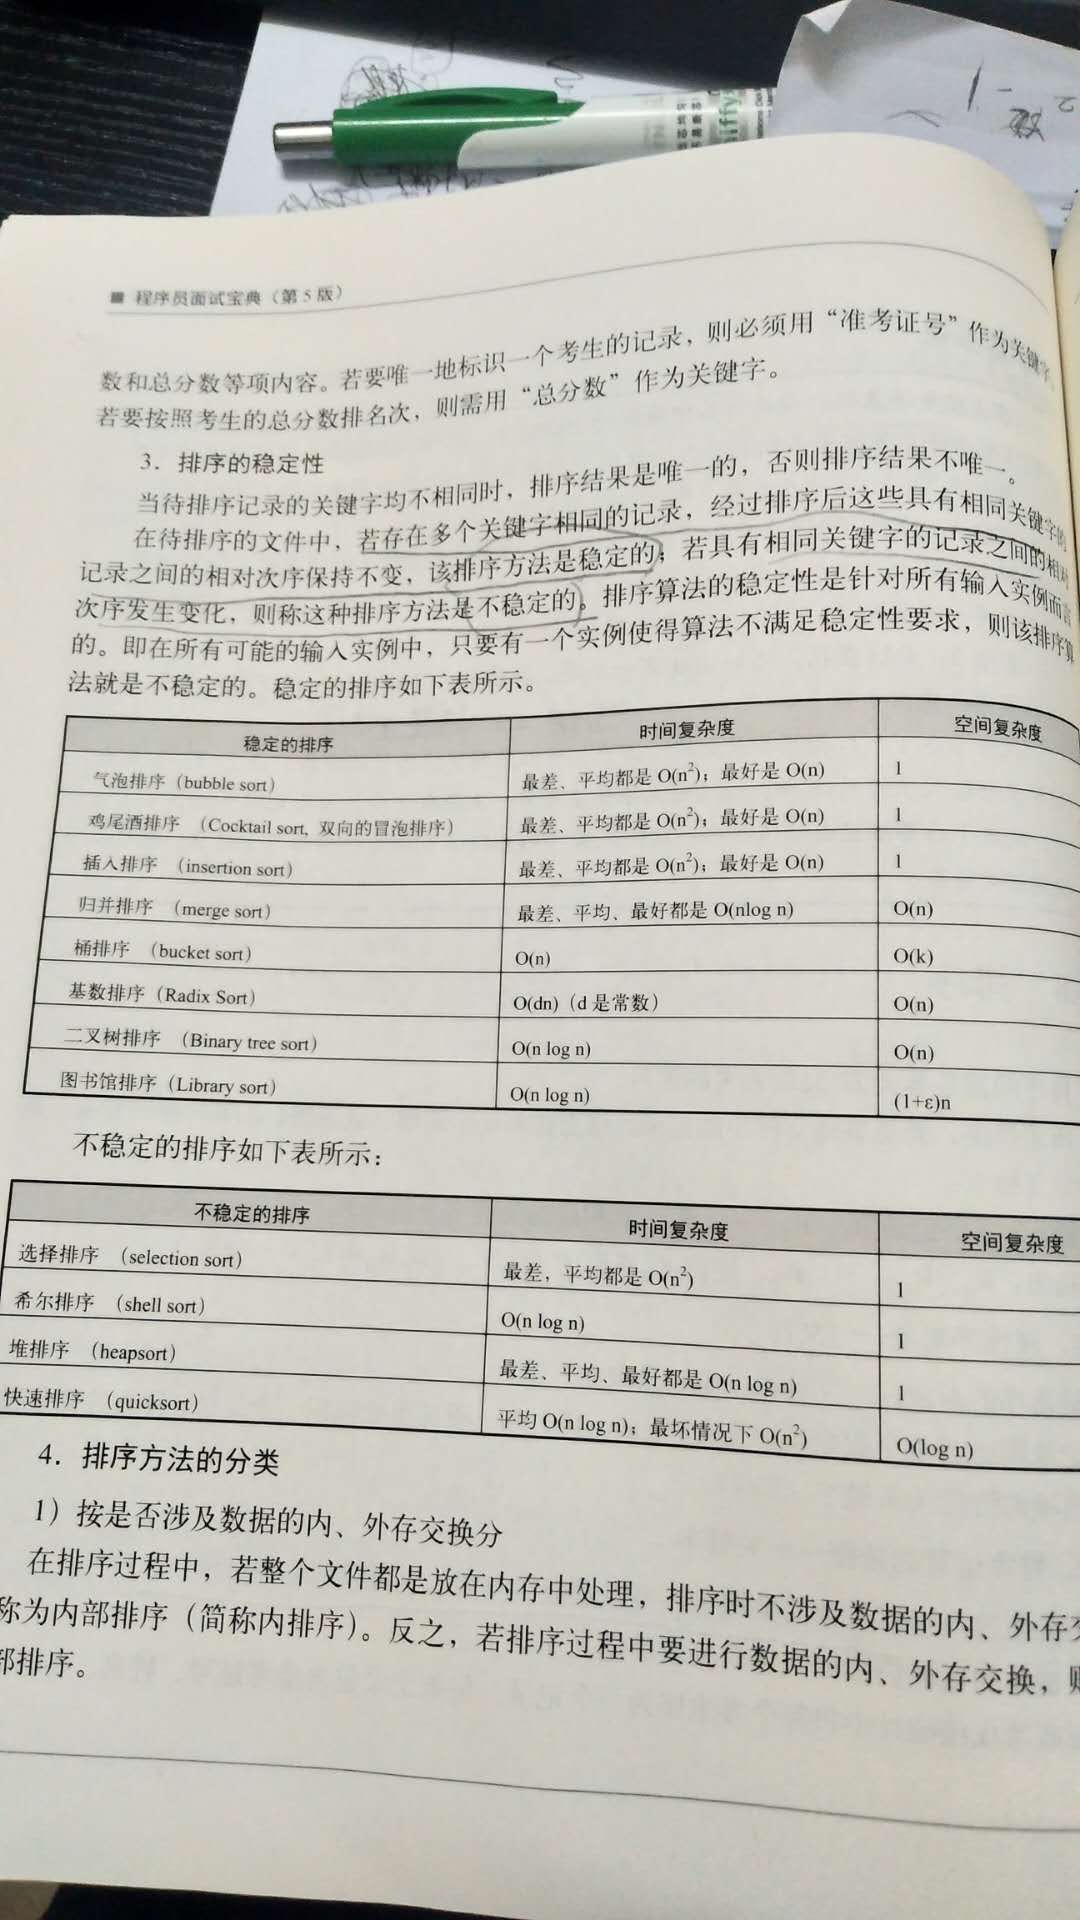 ■ 程序员面试宝典（第 5 版）
数和总分数等项内容。若要唯一地标识一个考生的记录，则必须用“准考证号”作为关键字。
若要按照考生的总分数排名次，则需用“总分数”作为关键字。
3．排序的稳定性
当待排序记录的关键字均不相同时，排序结果是唯一的，否则排序结果不唯一。
在待排序的文件中，若存在多个关键字相同的记录，经过排序后这些具有相同关键字的
记录之间的相对次序保持不变，该排序方法是稳定的；若具有相同关键字的记录之间的相对
次序发生变化，则称这种排序方法是不稳定的。排序算法的稳定性是针对所有输入实例而言
的。即在所有可能的输入实例中，只要有一个实例使得算法不满足稳定性要求，则该排序算
法就是不稳定的。稳定的排序如下表所示。
稳定的排序 时间复杂度 空间复杂度
气泡排序（bubble sort） 最差、平均都是 O(n²)；最好是 O(n) 1
鸡尾酒排序 （Cocktail sort, 双向的冒泡排序） 最差、平均都是 O(n²)；最好是 O(n) 1
插入排序 （insertion sort） 最差、平均都是 O(n²)；最好是 O(n) 1
归并排序 （merge sort） 最差、平均、最好都是 O(nlog n) O(n)
桶排序 （bucket sort） O(n) O(k)
基数排序（Radix Sort） O(dn)（d 是常数） O(n)
二叉树排序 （Binary tree sort） O(n log n) O(n)
图书馆排序（Library sort） O(n log n) (1+ε)n
不稳定的排序如下表所示：
不稳定的排序 时间复杂度 空间复杂度
选择排序 （selection sort） 最差，平均都是 O(n²) 1
希尔排序 （shell sort） O(n log n) 1
堆排序 （heapsort） 最差、平均、最好都是 O(n log n) 1
快速排序 （quicksort） 平均 O(n log n)；最坏情况下 O(n²) O(log n)
4．排序方法的分类
1）按是否涉及数据的内、外存交换分
在排序过程中，若整个文件都是放在内存中处理，排序时不涉及数据的内、外存交
称为内部排序（简称内排序）。反之，若排序过程中要进行数据的内、外存交换，则
部排序。